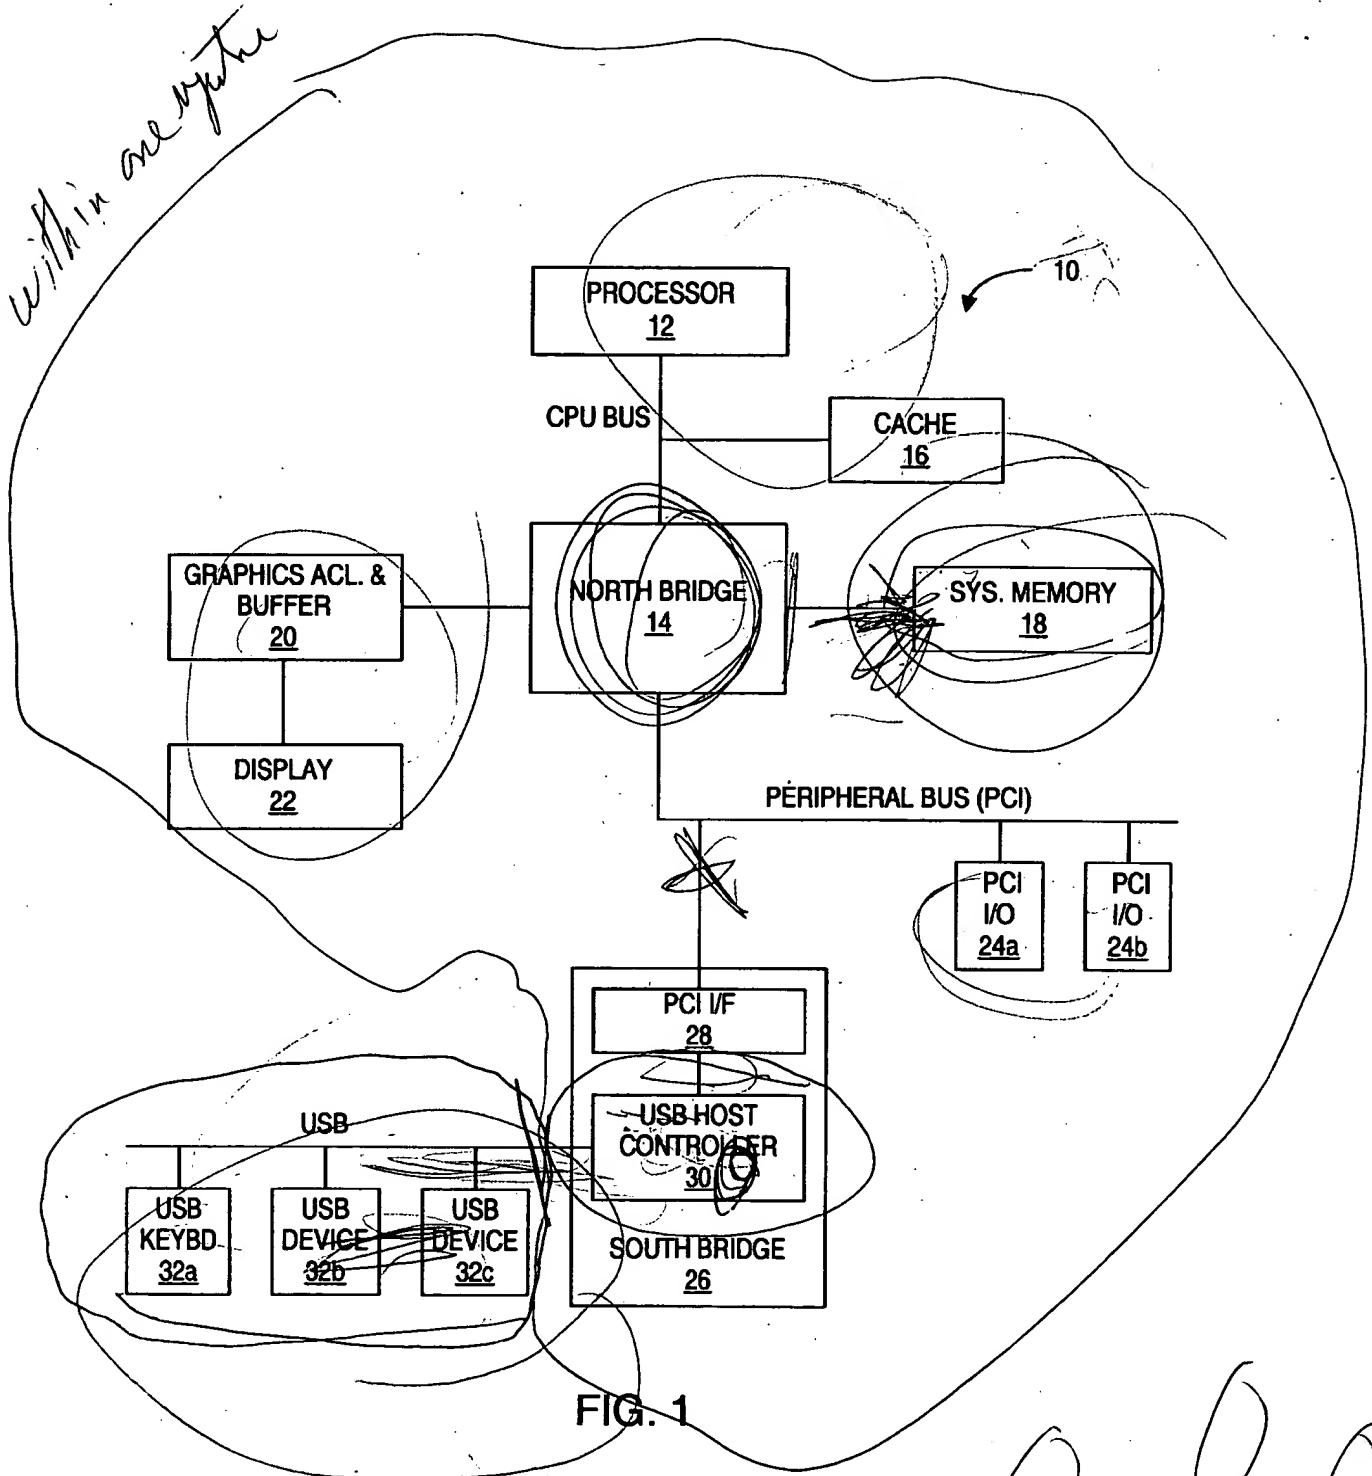 within one
10
PROCESSOR
12
CPU BUS
CACHE
16
GRAPHICS ACL. &
BUFFER
20
NORTH BRIDGE
14
SYS. MEMORY
18
DISPLAY
22
PERIPHERAL BUS (PCI)
PCI
I/O
24a
PCI
I/O
24b
PCI I/F
28
USB HOST
CONTROLLER
30
USB
USB
KEYBD
32a
USB
DEVICE
32b
USB
DEVICE
32c
SOUTH BRIDGE
26
FIG. 1